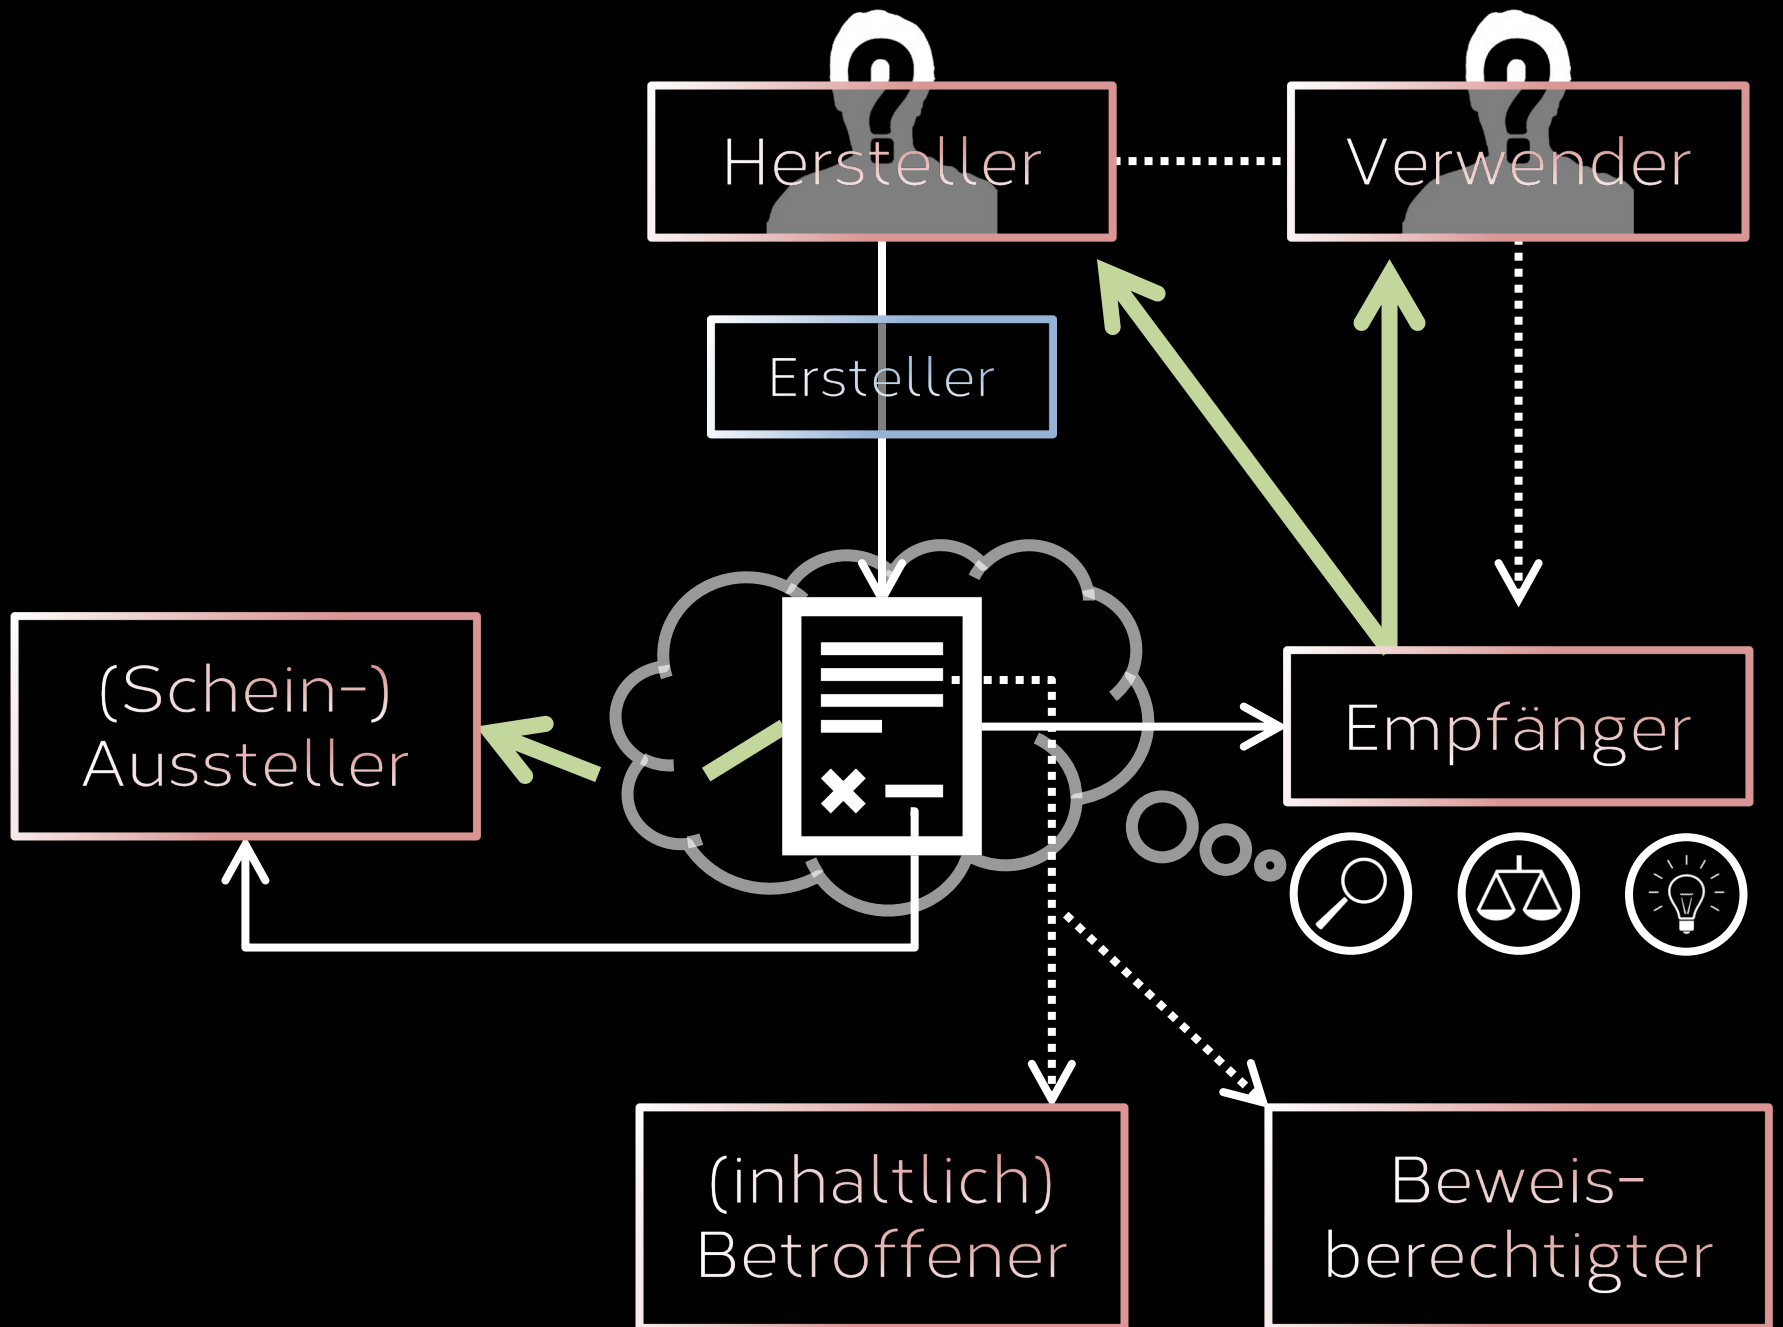 Hersteller
Verwender
Ersteller
(Schein-)
Aussteller
Empfänger
(inhaltlich)
Betroffener
Beweis-
berechtigter